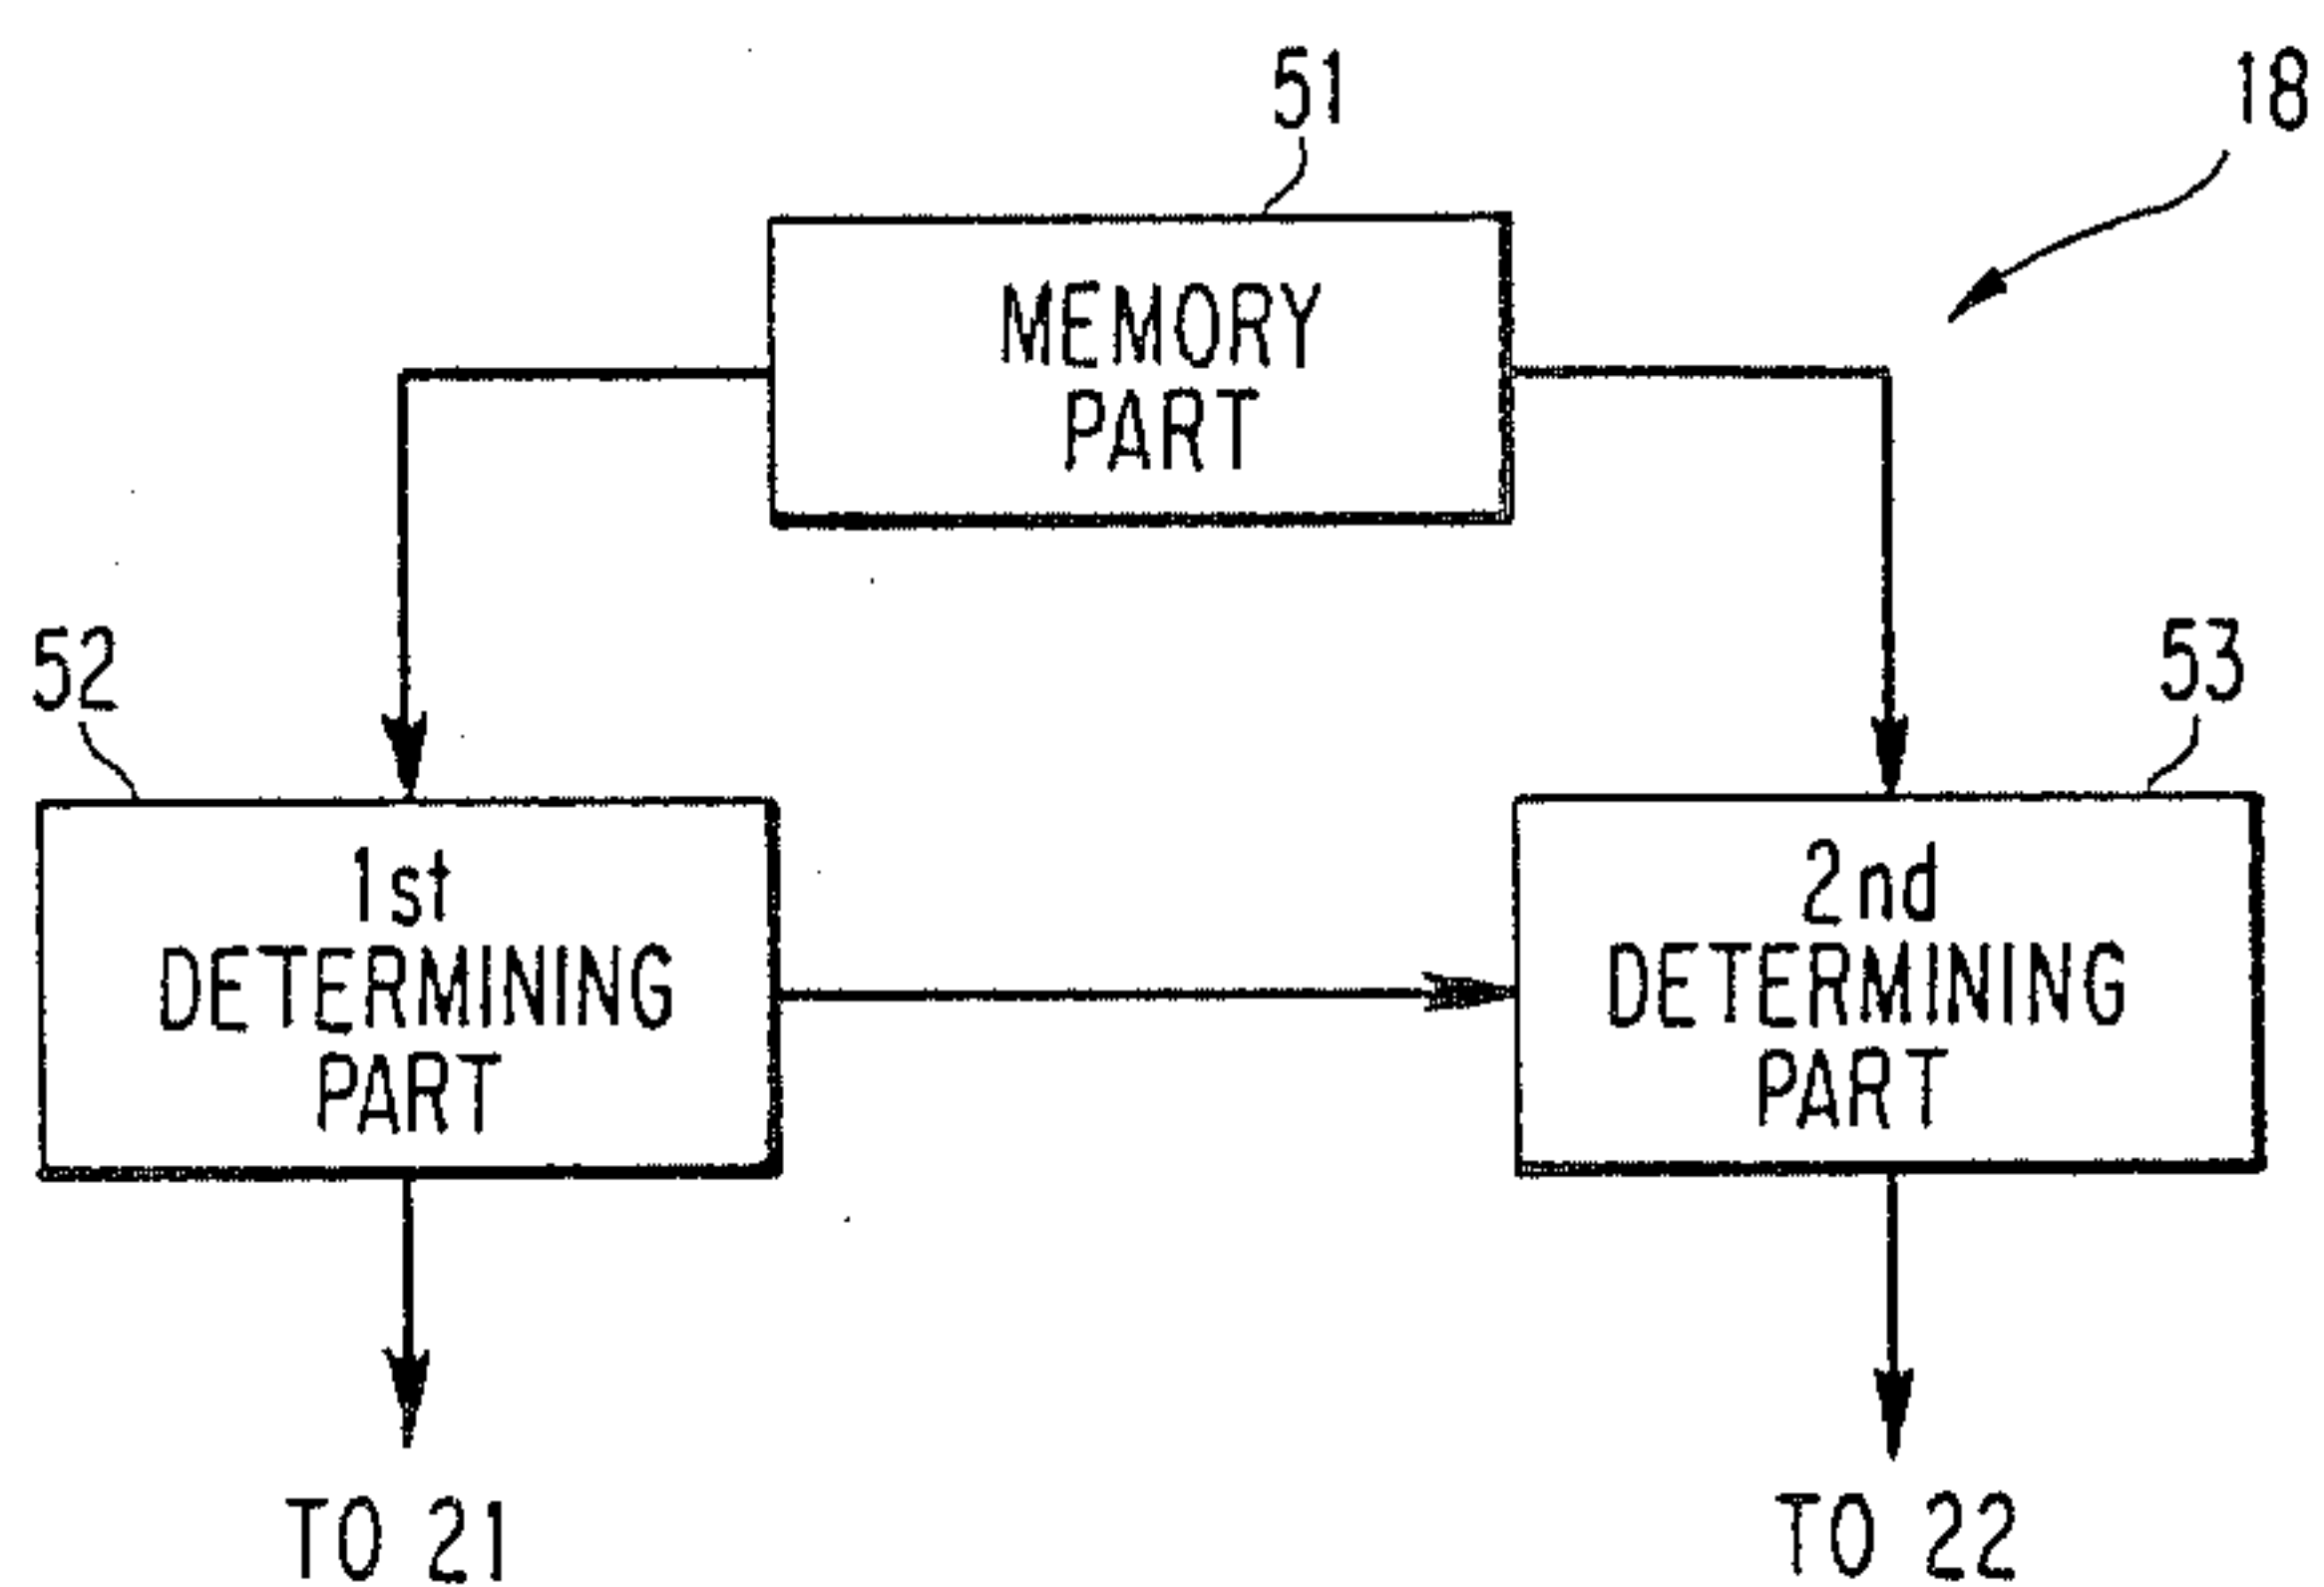 51
18
MEMORY
PART
52
53
1st
DETERMINING
PART
2nd
DETERMINING
PART
TO 21
TO 22